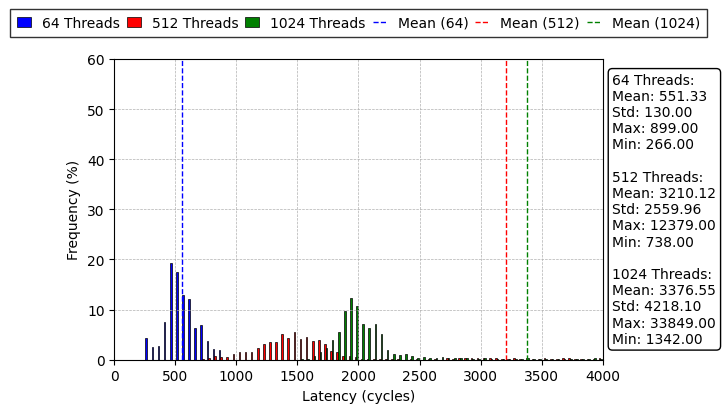 64 Threads 512 Threads 1024 Threads Mean (64) Mean (512) Mean (1024)
60
50
40
30
20
10
0
Frequency (%)
0 500 1000 1500 2000 2500 3000 3500 4000
Latency (cycles)
64 Threads:
Mean: 551.33
Std: 130.00
Max: 899.00
Min: 266.00
512 Threads:
Mean: 3210.12
Std: 2559.96
Max: 12379.00
Min: 738.00
1024 Threads:
Mean: 3376.55
Std: 4218.10
Max: 33849.00
Min: 1342.00